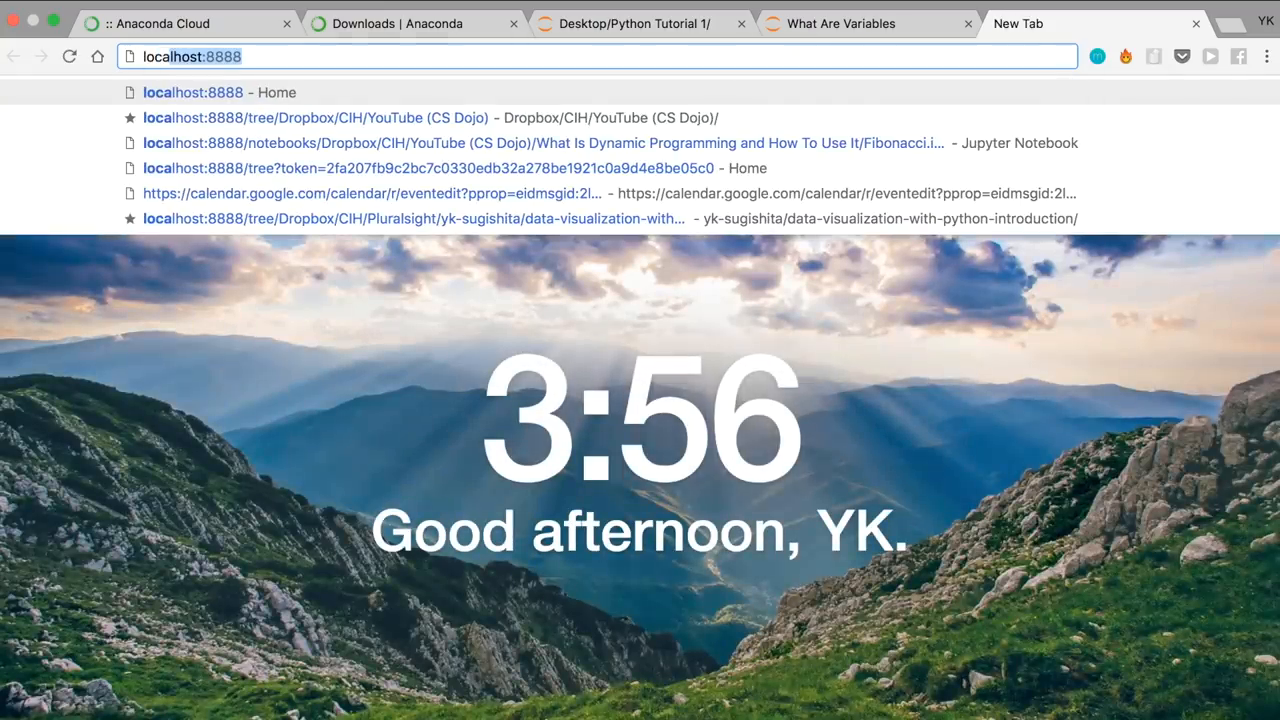 :: Anaconda Cloud
Downloads | Anaconda
Desktop/Python Tutorial 1/
What Are Variables
New Tab
YK
localhost:8888
localhost:8888 - Home
localhost:8888/tree/Dropbox/CIH/YouTube (CS Dojo) - Dropbox/CIH/YouTube (CS Dojo)/
localhost:8888/notebooks/Dropbox/CIH/YouTube (CS Dojo)/What Is Dynamic Programming and How To Use It/Fibonacci.i... - Jupyter Notebook
localhost:8888/tree?token=2fa207fb9c2bc7c0330edb32a278be1921c0a9d4e8be05c0 - Home
https://calendar.google.com/calendar/r/eventedit?pprop=eidmsgid:2l... - https://calendar.google.com/calendar/r/eventedit?pprop=eidmsgid:2l...
localhost:8888/tree/Dropbox/CIH/Pluralsight/yk-sugishita/data-visualization-with... - yk-sugishita/data-visualization-with-python-introduction/
3:56
Good afternoon, YK.